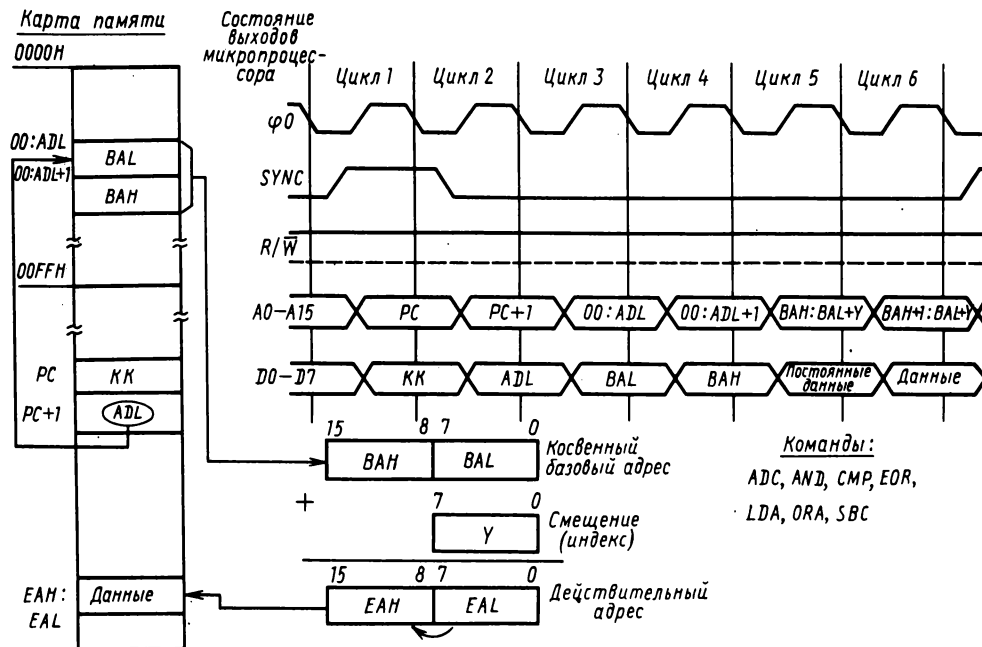 Карта памяти
0000H
00:ADL
00:ADL+1
BAL
BAH
00FFH
PC
KK
PC+1
ADL
EAH:
EAL
Данные
Состояние
выходов
микропроцес-
сора
Цикл 1 Цикл 2 Цикл 3 Цикл 4 Цикл 5 Цикл 6
φ0
SYNC
R/W̅
A0-A15 PC PC+1 00:ADL 00:ADL+1 BAH:BAL+Y BAH+1:BAL+Y
D0-D7 KK ADL BAL BAH Постоянные данные Данные
15 8 7 0
BAH BAL
Косвенный
базовый адрес
+
7 0
Y
Смещение
(индекс)
15 8 7 0
EAH EAL
Действительный
адрес
Команды:
ADC, AND, CMP, EOR,
LDA, ORA, SBC